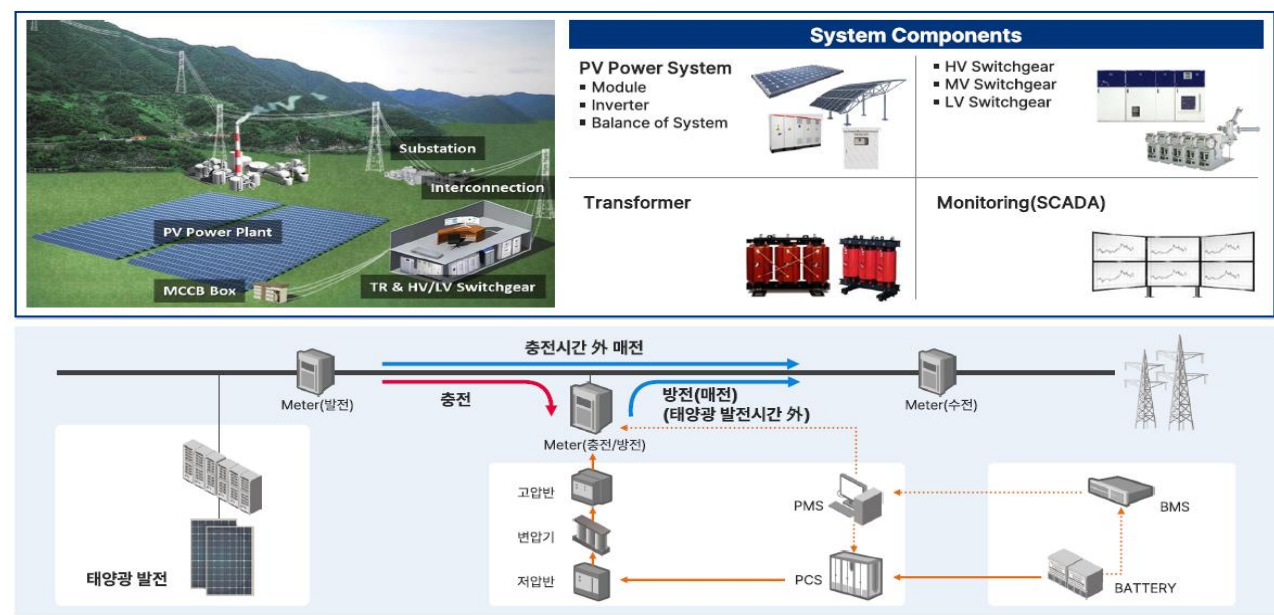 Substation
Interconnection
PV Power Plant
MCCB Box
TR & HV/LV Switchgear
System Components
PV Power System
▪ Module
▪ Inverter
▪ Balance of System
▪ HV Switchgear
▪ MV Switchgear
▪ LV Switchgear
Transformer
Monitoring(SCADA)
충전시간 外 매전
Meter(발전)
충전
방전(매전)
(태양광 발전시간 外)
Meter(수전)
Meter(충전/방전)
고압반
변압기
저압반
PMS
PCS
BMS
BATTERY
태양광 발전